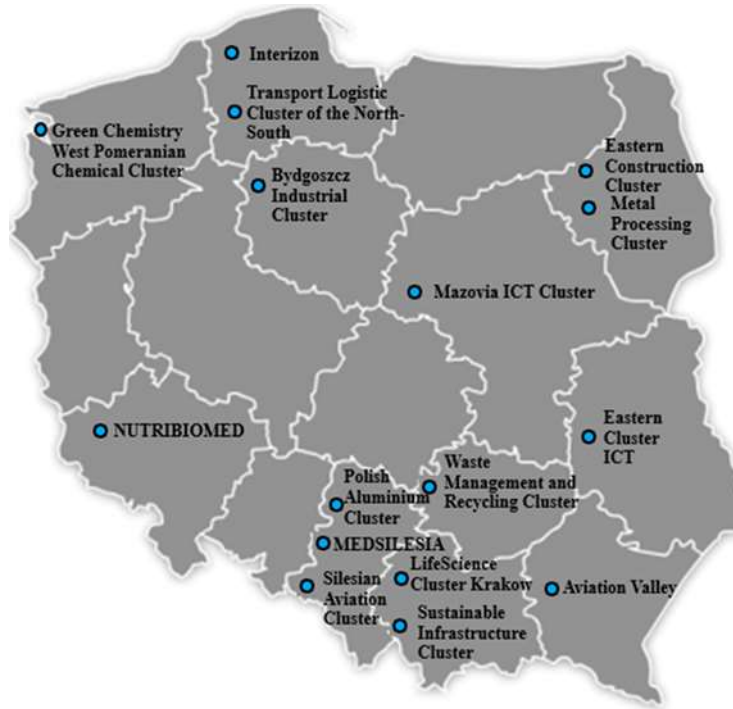 Interizon
Transport Logistic
Cluster of the North-
South
Green Chemistry
West Pomeranian
Chemical Cluster
Bydgoszcz
Industrial
Cluster
Eastern
Construction
Cluster
Metal
Processing
Cluster
Mazovia ICT Cluster
NUTRIBIOMED
Eastern
Cluster
ICT
Waste
Management and
Recycling Cluster
Polish
Aluminium
Cluster
MEDSILESIA
Silesian
Aviation
Cluster
LifeScience
Cluster Krakow
Sustainable
Infrastructure
Cluster
Aviation Valley